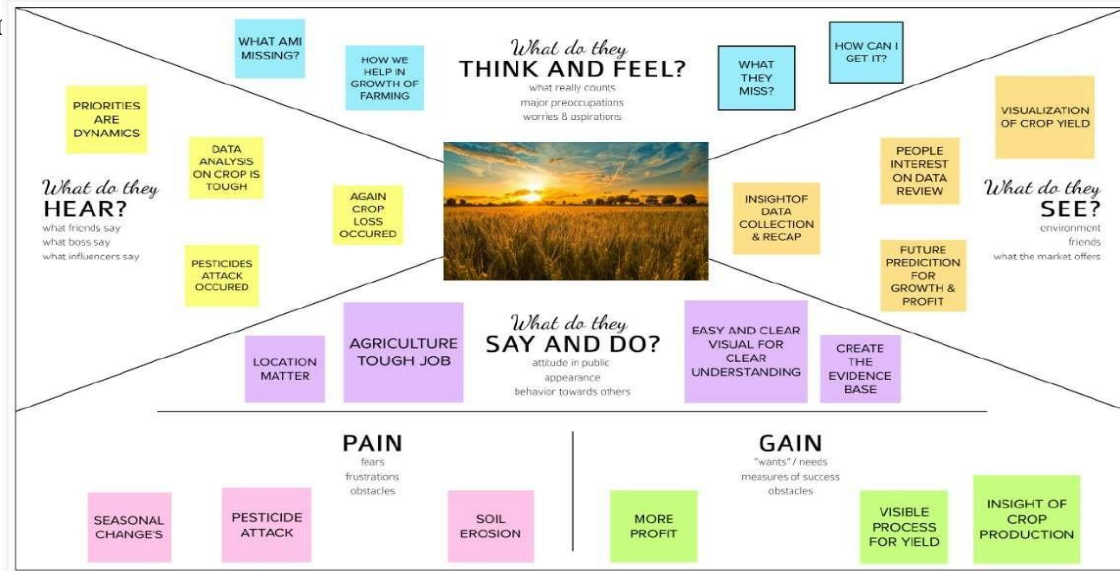 WHAT AMI
MISSING?
HOW WE
HELP IN
GROWTH OF
FARMING
What do they
THINK AND FEEL?
what really counts
major preoccupations
worries & aspirations
WHAT
THEY
MISS?
HOW CAN I
GET IT?
PRIORITIES
ARE
DYNAMICS
DATA
ANALYSIS
ON CROP IS
TOUGH
What do they
HEAR?
what friends say
what boss say
what influencers say
AGAIN
CROP
LOSS
OCCURED
PESTICIDES
ATTACK
OCCURED
VISUALIZATION
OF CROP YIELD
PEOPLE
INTEREST
ON DATA
REVIEW
What do they
SEE?
environment
friends
what the market offers
INSIGHTOF
DATA
COLLECTION
& RECAP
FUTURE
PREDICITION
FOR
GROWTH &
PROFIT
What do they
SAY AND DO?
attitude in public
appearance
behavior towards others
LOCATION
MATTER
AGRICULTURE
TOUGH JOB
EASY AND CLEAR
VISUAL FOR
CLEAR
UNDERSTANDING
CREATE
THE
EVIDENCE
BASE
PAIN
fears
frustrations
obstacles
SEASONAL
CHANGE'S
PESTICIDE
ATTACK
SOIL
EROSION
GAIN
"wants" / needs
measures of success
obstacles
MORE
PROFIT
VISIBLE
PROCESS
FOR YIELD
INSIGHT OF
CROP
PRODUCTION